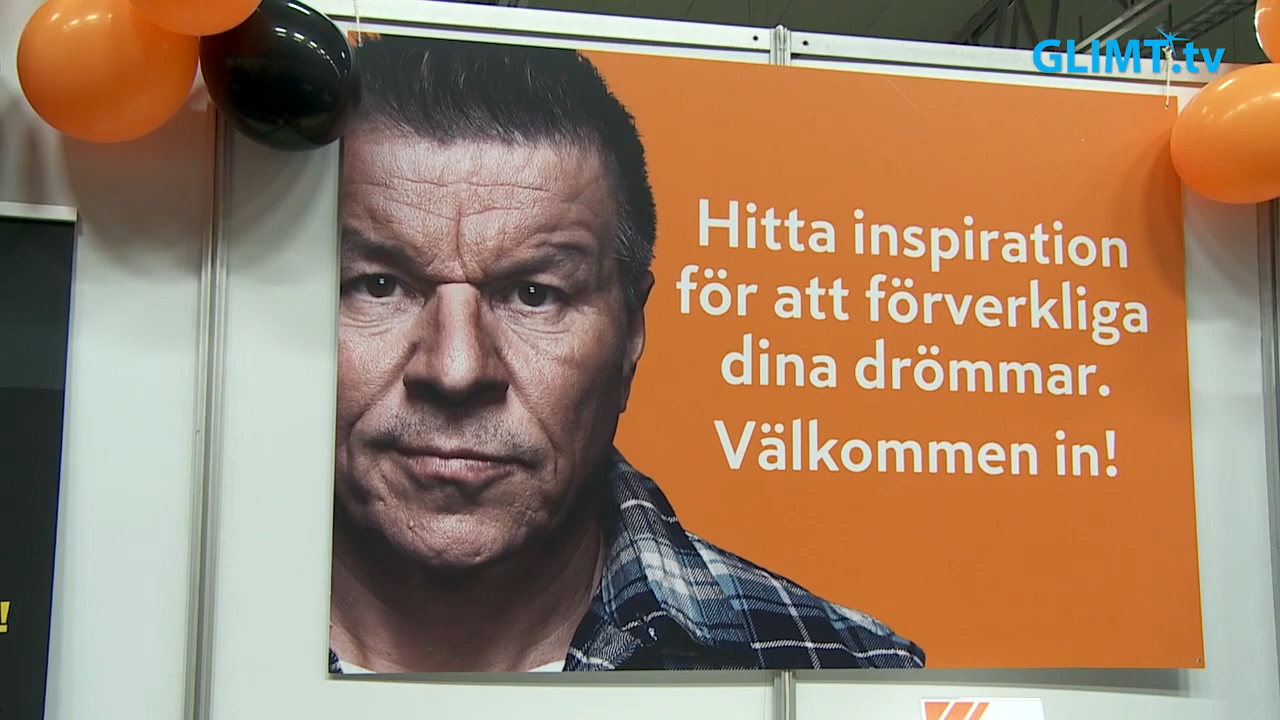 GLIMT.tv
Hitta inspiration
för att förverkliga
dina drömmar.
Välkommen in!
!